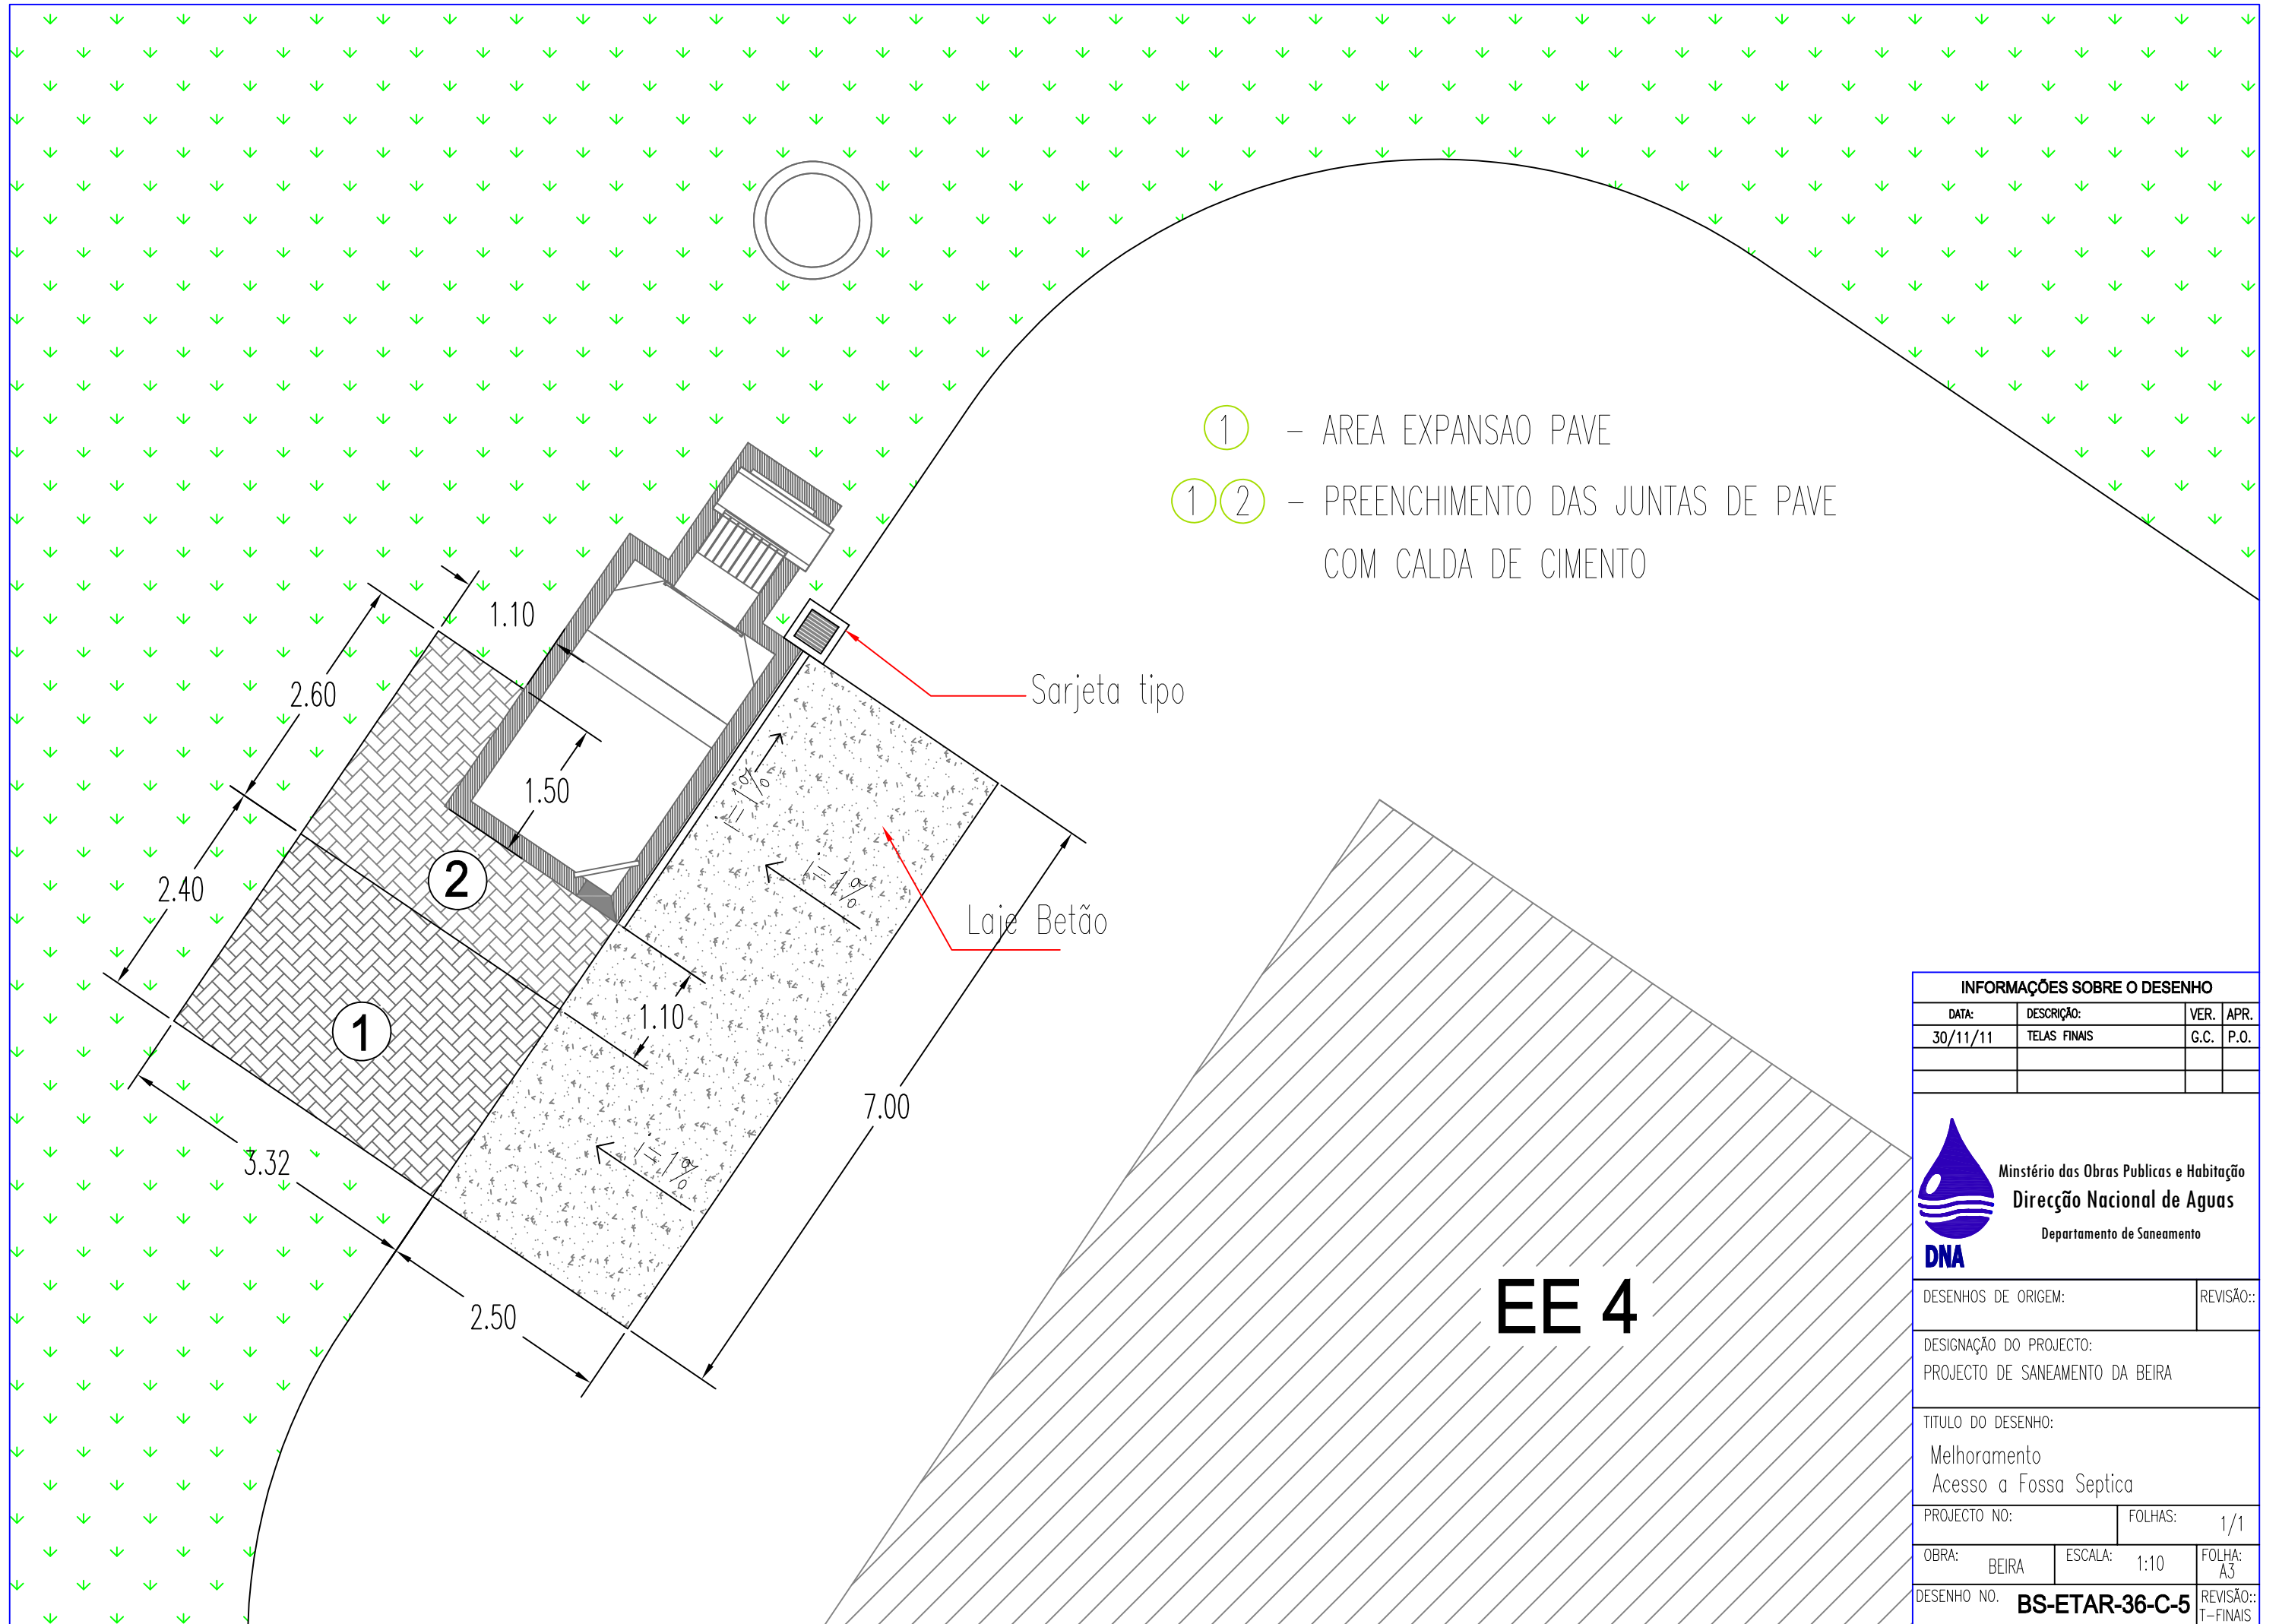 1 – AREA EXPANSAO PAVE
1 2 – PREENCHIMENTO DAS JUNTAS DE PAVE
COM CALDA DE CIMENTO
1.10
2.60
Sarjeta tipo
1.50
i=1%
2.40
2
i=1%
Laje Betão
1
1.10
7.00
3.32
i=1%
2.50
EE 4
INFORMAÇÕES SOBRE O DESENHO
DATA: DESCRIÇÃO: VER. APR.
30/11/11 TELAS FINAIS G.C. P.O.
Minstério das Obras Publicas e Habitação
Direcção Nacional de Aguas
Departamento de Saneamento
DNA
DESENHOS DE ORIGEM: REVISÃO::
DESIGNAÇÃO DO PROJECTO:
PROJECTO DE SANEAMENTO DA BEIRA
TITULO DO DESENHO:
Melhoramento
Acesso a Fossa Septica
PROJECTO NO: FOLHAS: 1/1
OBRA: BEIRA ESCALA: 1:10 FOLHA: A3
DESENHO NO. BS-ETAR-36-C-5 REVISÃO:: T-FINAIS